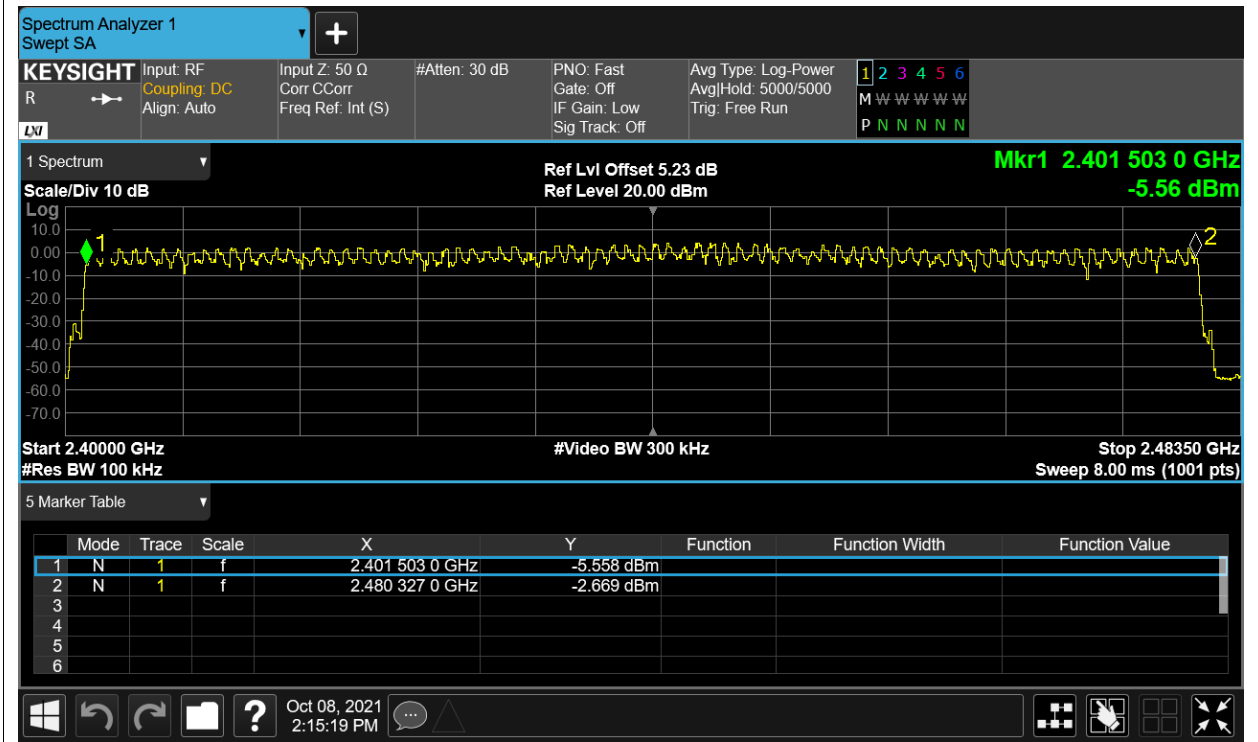 Spectrum Analyzer 1
Swept SA
KEYSIGHT
R
LXI
Input: RF
Coupling: DC
Align: Auto
Input Z: 50 Ω
Corr CCorr
Freq Ref: Int (S)
#Atten: 30 dB
PNO: Fast
Gate: Off
IF Gain: Low
Sig Track: Off
Avg Type: Log-Power
Avg|Hold: 5000/5000
Trig: Free Run
1 2 3 4 5 6
M W W W W W
P N N N N N
1 Spectrum
Scale/Div 10 dB
Ref Lvl Offset 5.23 dB
Ref Level 20.00 dBm
Mkr1 2.401 503 0 GHz
-5.56 dBm
Log
10.0
0.00
-10.0
-20.0
-30.0
-40.0
-50.0
-60.0
-70.0
1
2
Start 2.40000 GHz
#Res BW 100 kHz
#Video BW 300 kHz
Stop 2.48350 GHz
Sweep 8.00 ms (1001 pts)
5 Marker Table
Mode Trace Scale X Y Function Function Width Function Value
1 N 1 f 2.401 503 0 GHz -5.558 dBm
2 N 1 f 2.480 327 0 GHz -2.669 dBm
3
4
5
6
?
Oct 08, 2021
2:15:19 PM